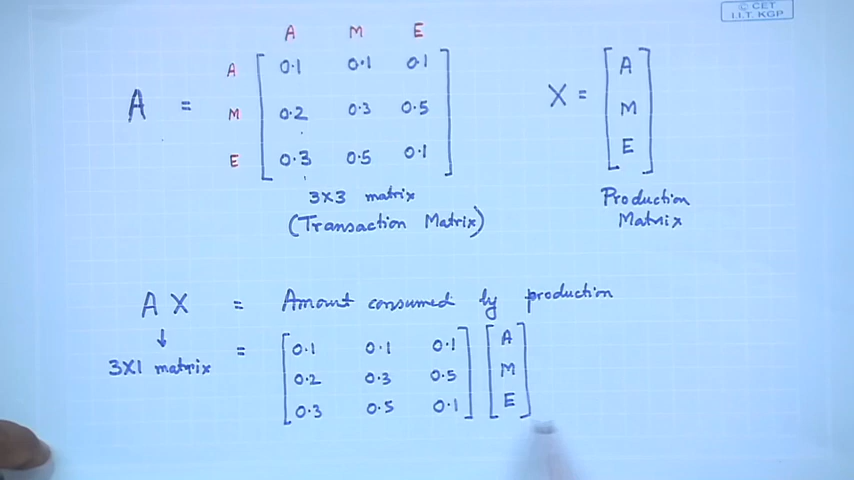 © CET
I.I.T. KGP
A M E
A 0.1 0.1 0.1
A = M 0.2 0.3 0.5
E 0.3 0.5 0.1
X = A
M
E
3X3 matrix
(Transaction Matrix)
Production
Matrix
A X = Amount consumed by production
↓
3X1 matrix
= 0.1 0.1 0.1
0.2 0.3 0.5
0.3 0.5 0.1
A
M
E